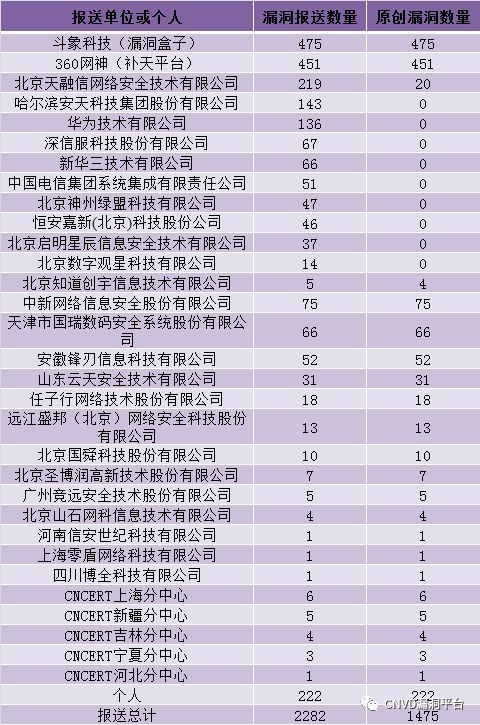 报送单位或个人 漏洞报送数量 原创漏洞数量
斗象科技（漏洞盒子） 475 475
360网神（补天平台） 451 451
北京天融信网络安全技术有限公司 219 20
哈尔滨安天科技集团股份有限公司 143 0
华为技术有限公司 136 0
深信服科技股份有限公司 67 0
新华三技术有限公司 66 0
中国电信集团系统集成有限责任公司 51 0
北京神州绿盟科技有限公司 47 0
恒安嘉新(北京)科技股份公司 46 0
北京启明星辰信息安全技术有限公司 37 0
北京数字观星科技有限公司 14 0
北京知道创宇信息技术有限公司 5 4
中新网络信息安全股份有限公司 75 75
天津市国瑞数码安全系统股份有限公
司 66 66
安徽锋刃信息科技有限公司 52 52
山东云天安全技术有限公司 31 31
任子行网络技术股份有限公司 18 18
远江盛邦（北京）网络安全科技股份
有限公司 13 13
北京国舜科技股份有限公司 10 10
北京圣博润高新技术股份有限公司 7 7
广州竞远安全技术股份有限公司 5 5
北京山石网科信息技术有限公司 4 4
河南信安世纪科技有限公司 1 1
上海零盾网络科技有限公司 1 1
四川博全科技有限公司 1 1
CNCERT上海分中心 6 6
CNCERT新疆分中心 5 5
CNCERT吉林分中心 4 4
CNCERT宁夏分中心 3 3
CNCERT河北分中心 1 1
个人 222 222
报送总计 2282 1475
CNVD漏洞平台